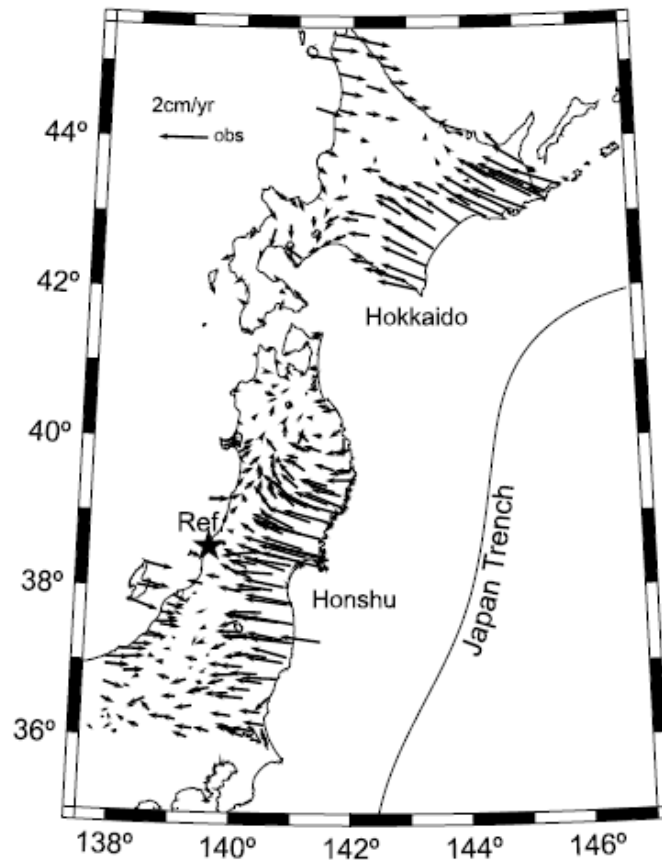 2cm/yr
obs
44º
42º
Hokkaido
40º
Ref.
Japan Trench
38º
Honshu
36º
138º 140º 142º 144º 146º